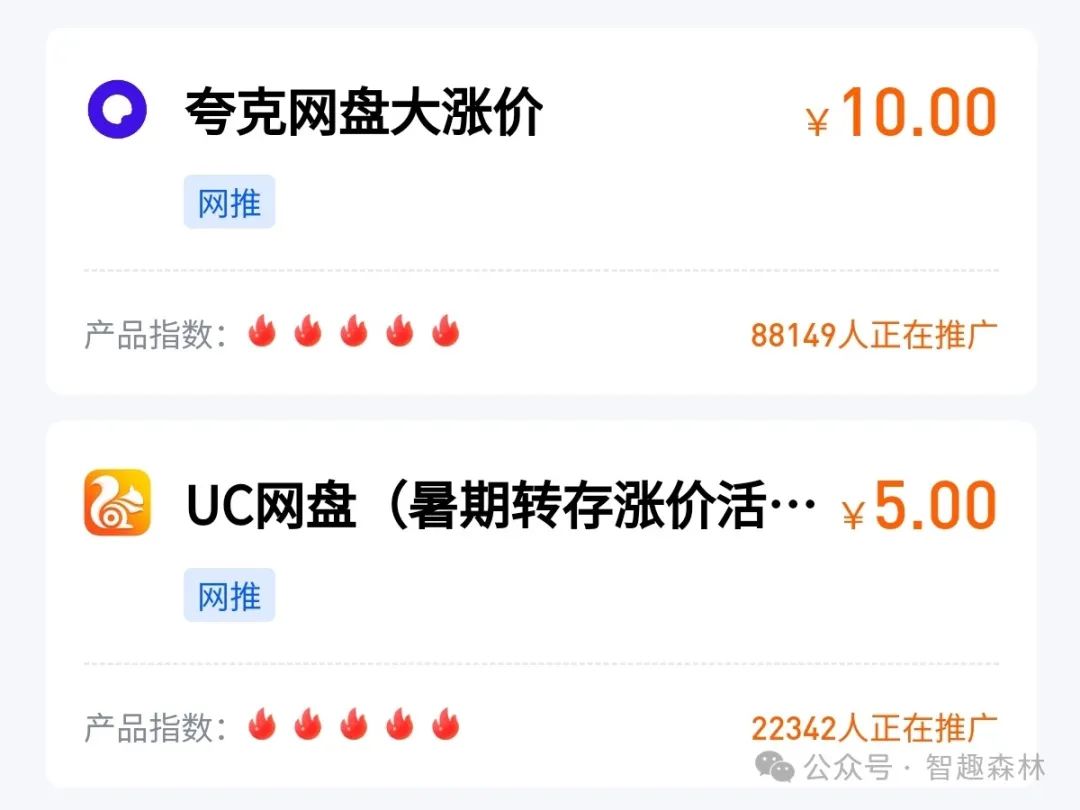 夸克网盘大涨价
¥10.00
网推
产品指数：
88149人正在推广
UC网盘（暑期转存涨价活…
¥5.00
网推
产品指数：
22342人正在推广
公众号 · 智趣森林